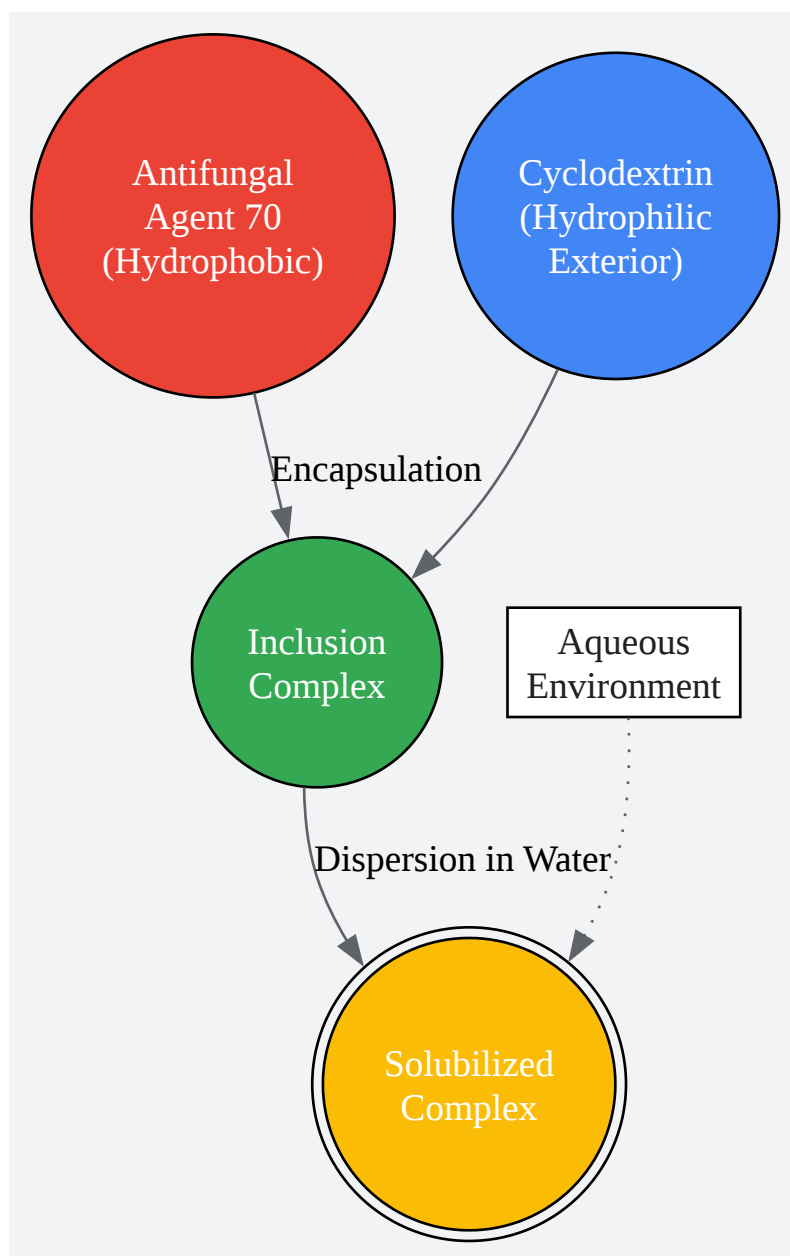 Antifungal
Agent 70
(Hydrophobic)
Cyclodextrin
(Hydrophilic
Exterior)
Encapsulation
Inclusion
Complex
Aqueous
Environment
Dispersion in Water
Solubilized
Complex